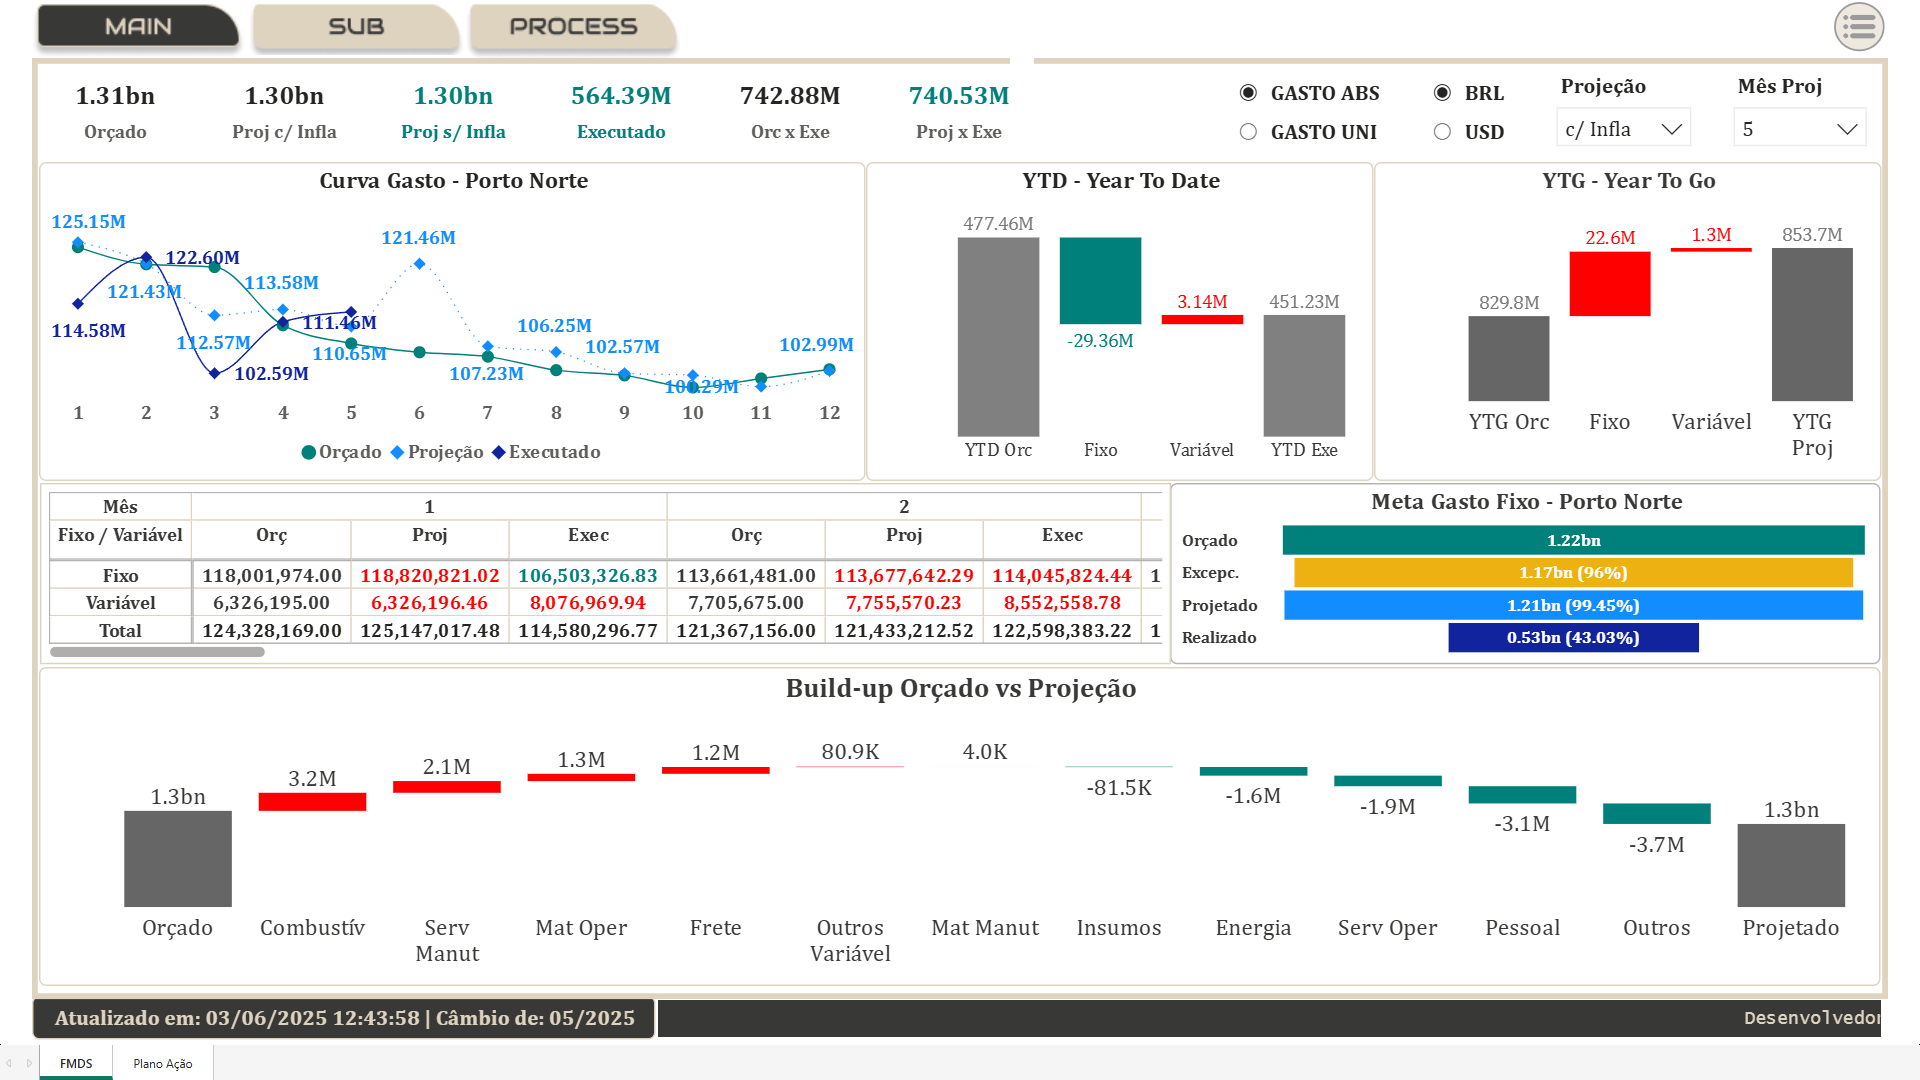 MAIN SUB PROCESS
1.31bn 1.30bn 1.30bn 564.39M 742.88M 740.53M
Orçado Proj c/ Infla Proj s/ Infla Executado Orc x Exe Proj x Exe
GASTO ABS BRL
GASTO UNI USD
Projeção Mês Proj
c/ Infla 5
Curva Gasto - Porto Norte
125.15M
121.46M
122.60M
113.58M
121.43M
114.58M
111.46M
112.57M
110.65M
106.25M
102.57M
102.99M
102.59M
107.23M
100.29M
1 2 3 4 5 6 7 8 9 10 11 12
Orçado Projeção Executado
YTD - Year To Date
477.46M
3.14M 451.23M
-29.36M
YTD Orc Fixo Variável YTD Exe
YTG - Year To Go
22.6M 1.3M 853.7M
829.8M
YTG Orc Fixo Variável YTG
Proj
Mês 1 2
Fixo / Variável Orç Proj Exec Orç Proj Exec
Fixo 118,001,974.00 118,820,821.02 106,503,326.83 113,661,481.00 113,677,642.29 114,045,824.44 1
Variável 6,326,195.00 6,326,196.46 8,076,969.94 7,705,675.00 7,755,570.23 8,552,558.78
Total 124,328,169.00 125,147,017.48 114,580,296.77 121,367,156.00 121,433,212.52 122,598,383.22 1
Meta Gasto Fixo - Porto Norte
Orçado 1.22bn
Excepc. 1.17bn (96%)
Projetado 1.21bn (99.45%)
Realizado 0.53bn (43.03%)
Build-up Orçado vs Projeção
1.3bn 3.2M 2.1M 1.3M 1.2M 80.9K 4.0K -81.5K -1.6M -1.9M -3.1M -3.7M 1.3bn
Orçado Combustív Serv Mat Oper Frete Outros Mat Manut Insumos Energia Serv Oper Pessoal Outros Projetado
Manut Variável
Atualizado em: 03/06/2025 12:43:58 | Câmbio de: 05/2025
Desenvolvedor
FMDS Plano Ação